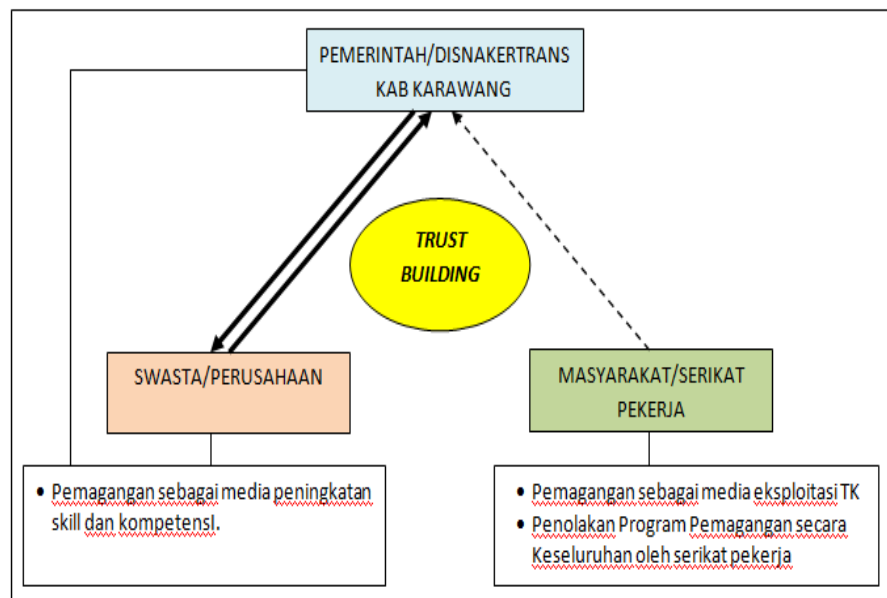 PEMERINTAH/DISNAKERTRANS
KAB KARAWANG
TRUST
BUILDING
SWASTA/PERUSAHAAN
MASYARAKAT/SERIKAT
PEKERJA
• Pemagangan sebagai media peningkatan
skill dan kompetensI.
• Pemagangan sebagai media eksploitasi TK
• Penolakan Program Pemagangan secara
Keseluruhan oleh serikat pekerja